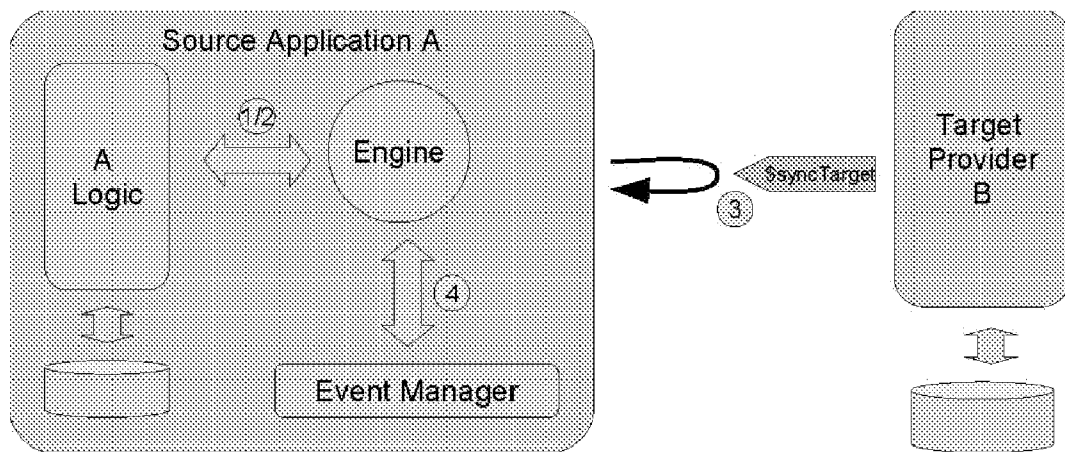 Source Application A
A
Logic
1/2
Engine
4
Event Manager
3
$syncTarget
Target
Provider
B